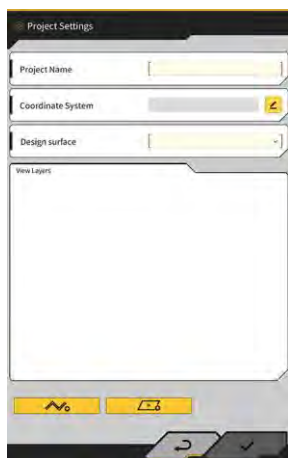 Project Settings
Project Name
Coordinate System
Design surface
View Layers